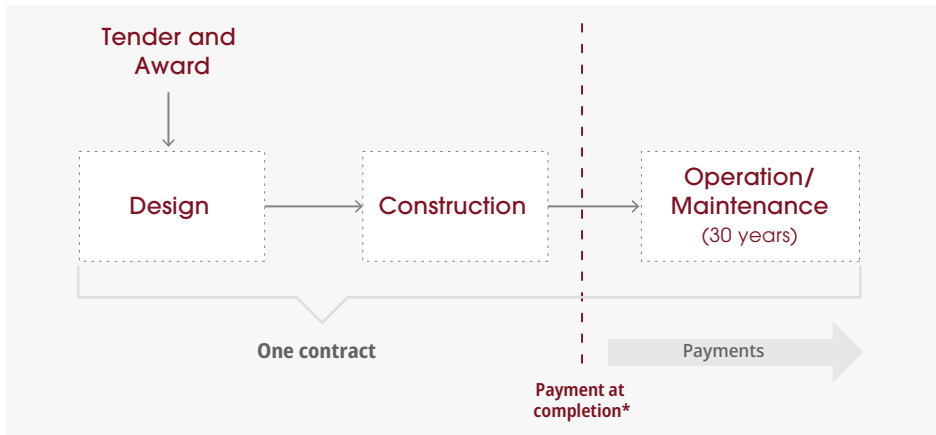 Tender and
Award
Design
Construction
Operation/
Maintenance
(30 years)
One contract
Payments
Payment at
completion*